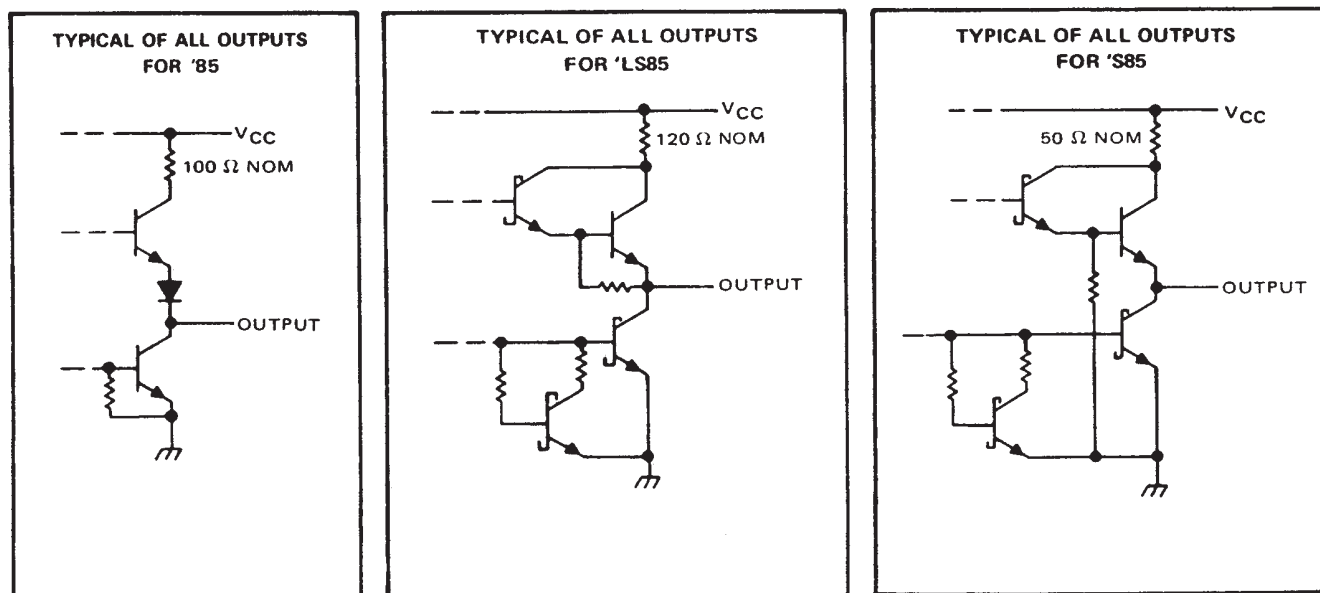 TYPICAL OF ALL OUTPUTS
FOR '85
VCC
100 Ω NOM
OUTPUT
TYPICAL OF ALL OUTPUTS
FOR 'LS85
VCC
120 Ω NOM
OUTPUT
TYPICAL OF ALL OUTPUTS
FOR 'S85
VCC
50 Ω NOM
OUTPUT